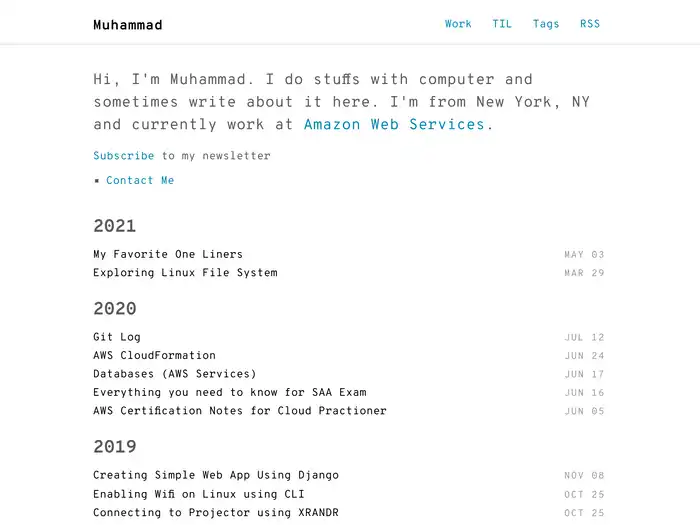 Muhammad
Work TIL Tags RSS
Hi, I'm Muhammad. I do stuffs with computer and
sometimes write about it here. I'm from New York, NY
and currently work at Amazon Web Services.
Subscribe to my newsletter
▪ Contact Me
2021
My Favorite One Liners MAY 03
Exploring Linux File System MAR 29
2020
Git Log JUL 12
AWS CloudFormation JUN 24
Databases (AWS Services) JUN 17
Everything you need to know for SAA Exam JUN 16
AWS Certification Notes for Cloud Practioner JUN 05
2019
Creating Simple Web App Using Django NOV 08
Enabling Wifi on Linux using CLI OCT 25
Connecting to Projector using XRANDR OCT 25